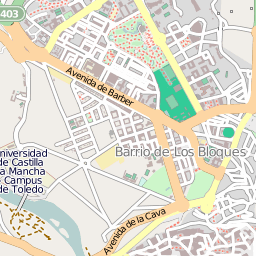 403
Avenida de Barber
Barrio de Los Bloques
Universidad
de Castilla
La Mancha
Campus
de Toledo
Avenida de la Cava